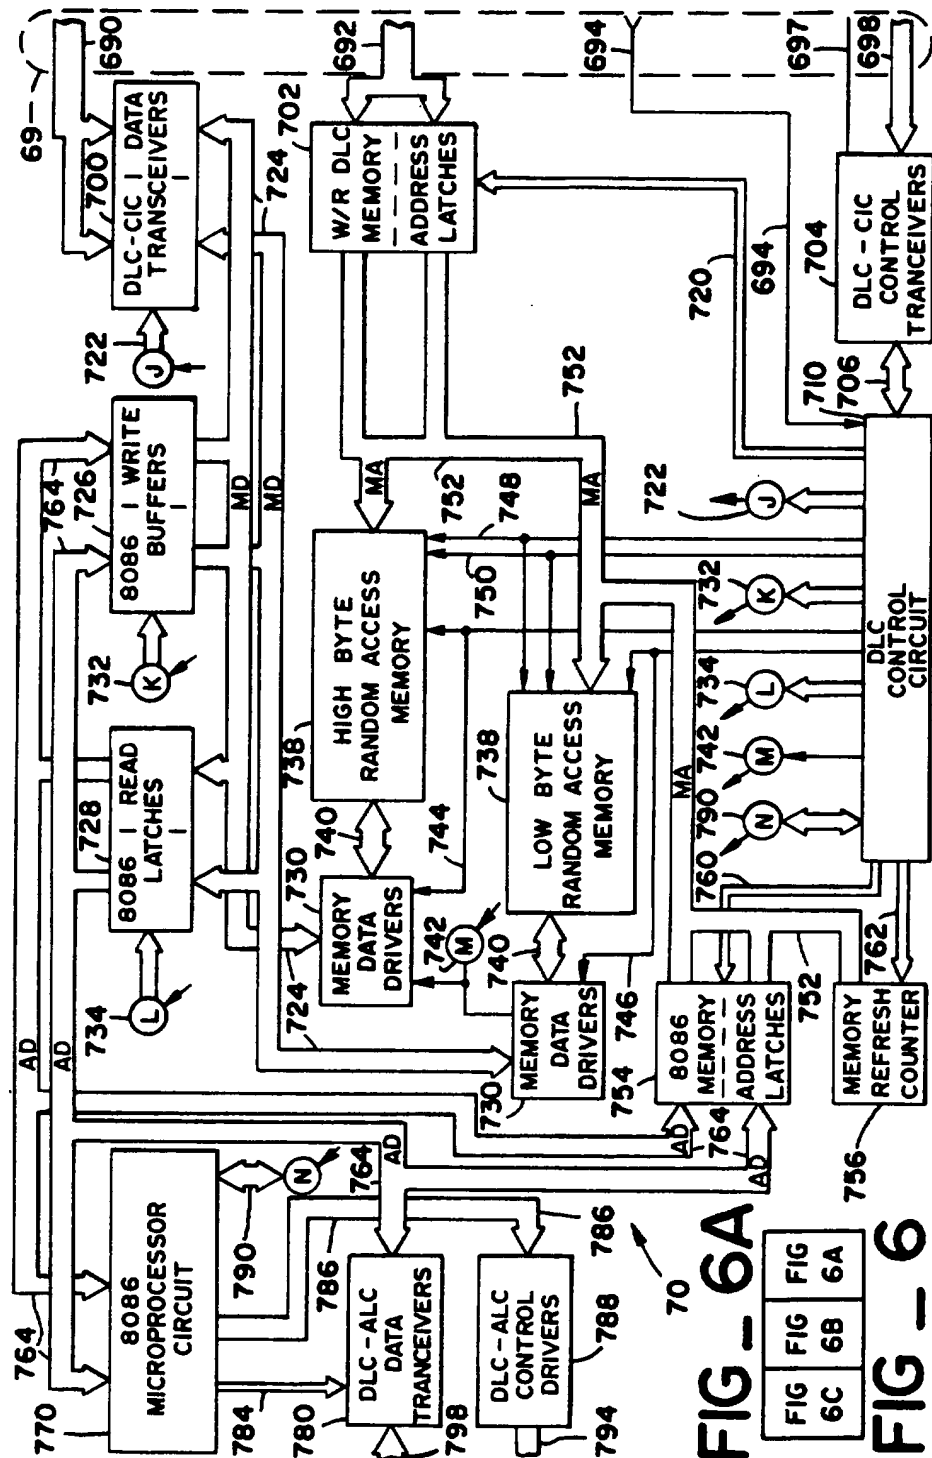 770
764
AD
AD
764
8086
MICROPROCESSOR
CIRCUIT
734
L
728
8086 READ
LATCHES
732
K
764
726
8086 WRITE
BUFFERS
722
J
69
700
DLC-CIC DATA
TRANSCEIVERS
690
784
790
N
MD
MD
724
724
780
DLC-ALC
DATA
TRANCEIVERS
798
786
764
AD
730
MEMORY
DATA
DRIVERS
740
738
HIGH BYTE
RANDOM ACCESS
MEMORY
MA
702
W/R DLC
MEMORY
ADDRESS
LATCHES
692
742
M
744
752
748
750
752
794
DLC-ALC
CONTROL
DRIVERS
788
786
730
MEMORY
DATA
DRIVERS
740
738
LOW BYTE
RANDOM ACCESS
MEMORY
MA
694
746
754
8086
MEMORY
ADDRESS
LATCHES
AD
764
AD
MA
70
760
790
N
742
M
734
L
732
K
722
J
720
694
752
762
756
MEMORY
REFRESH
COUNTER
DLC
CONTROL
CIRCUIT
710
706
704
DLC-CIC
CONTROL
TRANCEIVERS
697
698
FIG_6A
FIG
6C
FIG
6B
FIG
6A
FIG_6